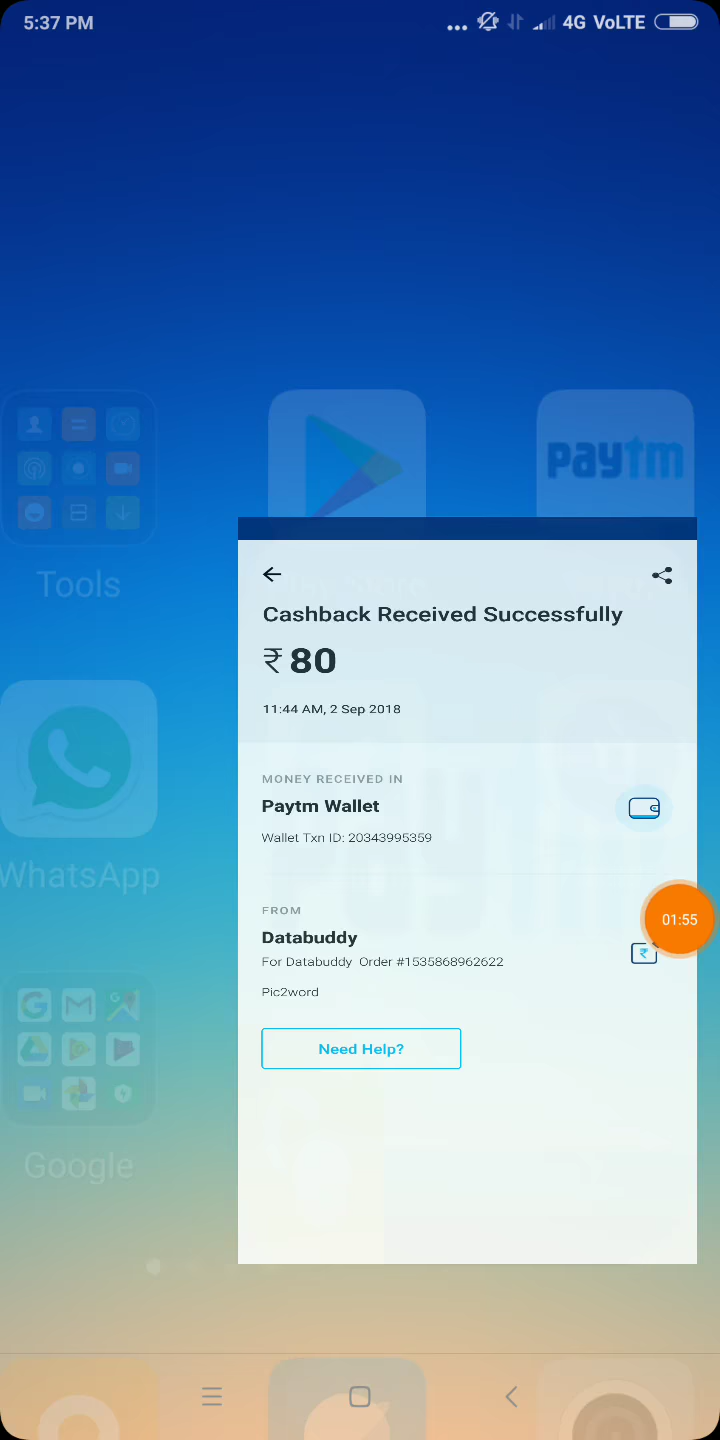 5:37 PM
4G VoLTE
paytm
Tools
Cashback Received Successfully
₹ 80
11:44 AM, 2 Sep 2018
MONEY RECEIVED IN
Paytm Wallet
Wallet Txn ID: 20343995359
FROM
01:55
Databuddy
For Databuddy Order #1535868962622
Pic2word
Need Help?
WhatsApp
Google